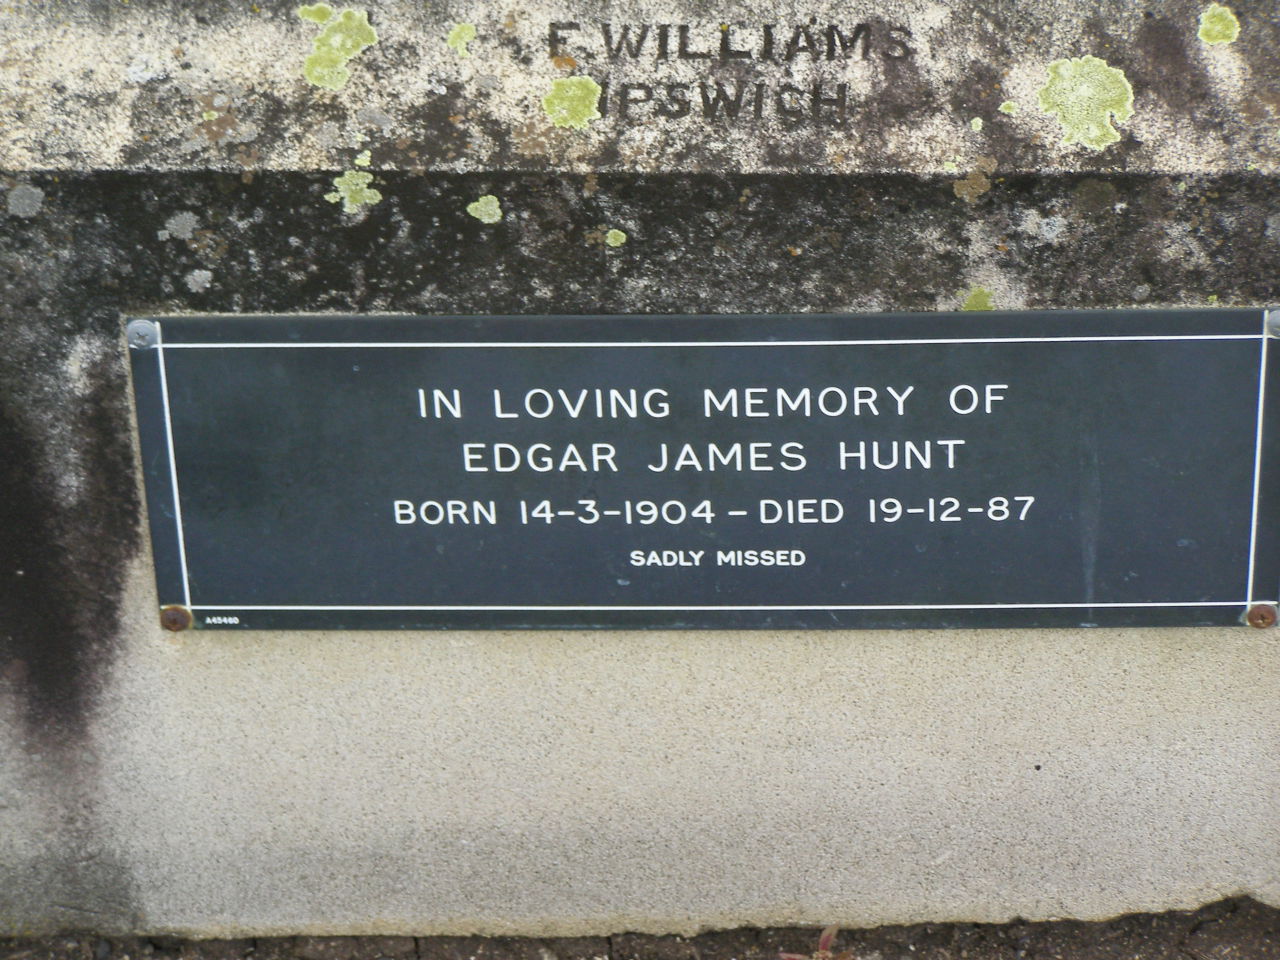 F. WILLIAMS
IPSWICH
IN LOVING MEMORY OF
EDGAR JAMES HUNT
BORN 14-3-1904 - DIED 19-12-87
SADLY MISSED
A45460